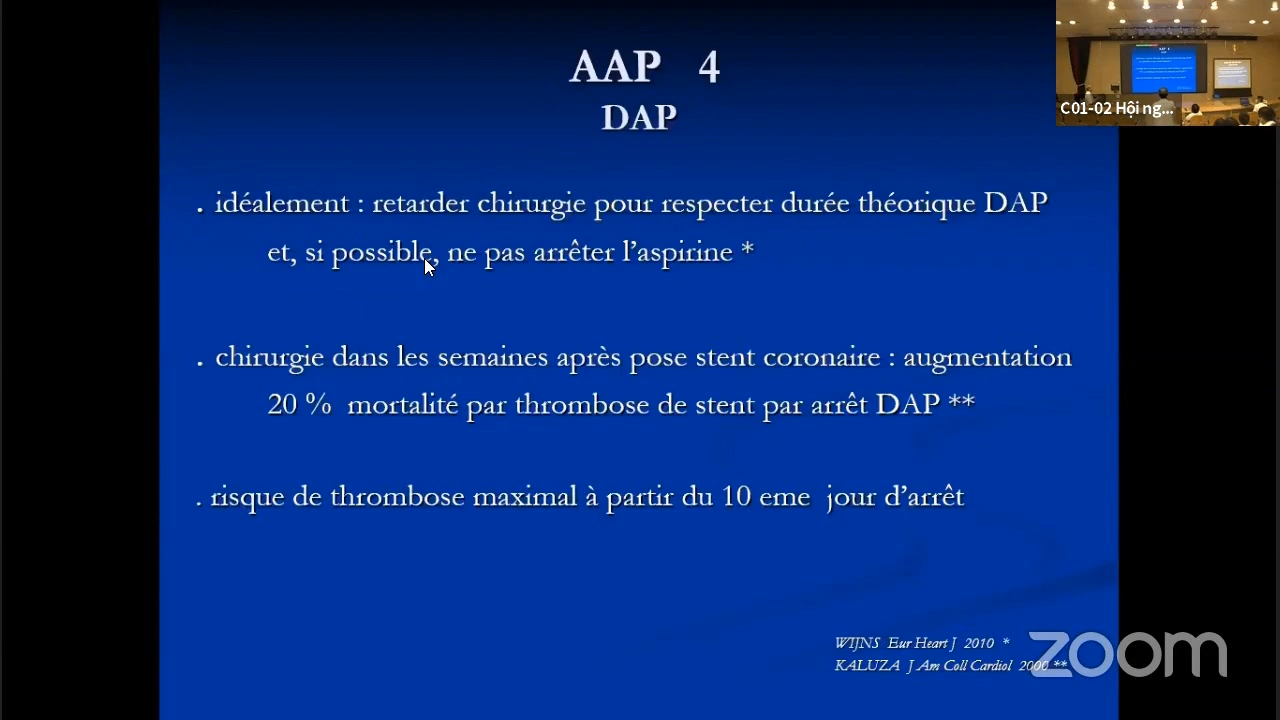 AAP 4
DAP
. idéalement : retarder chirurgie pour respecter durée théorique DAP
et, si possible, ne pas arrêter l’aspirine *
. chirurgie dans les semaines après pose stent coronaire : augmentation
20 % mortalité par thrombose de stent par arrêt DAP **
. risque de thrombose maximal à partir du 10 eme jour d’arrêt
WIJNS Eur Heart J 2010 *
KALUZA J Am Coll Cardiol 2000 **
C01-02 Hội ng...
zoom